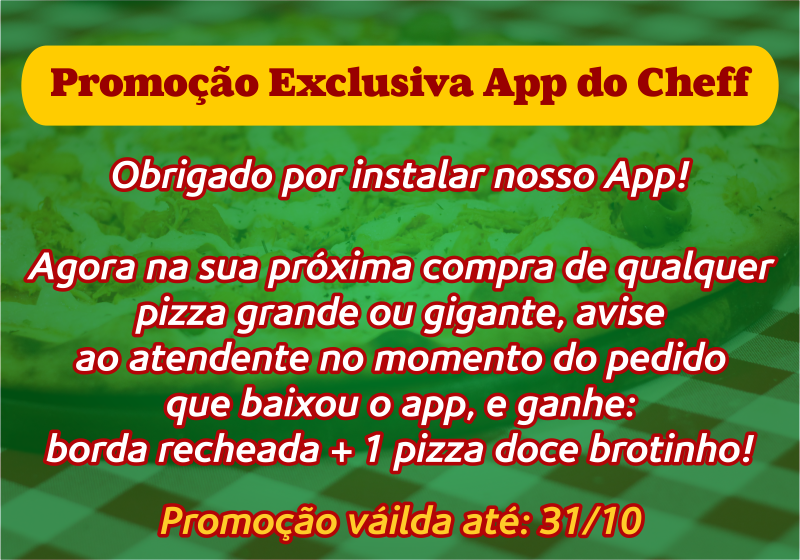 Promoção Exclusiva App do Cheff
Obrigado por instalar nosso App!
Agora na sua próxima compra de qualquer
pizza grande ou gigante, avise
ao atendente no momento do pedido
que baixou o app, e ganhe:
borda recheada + 1 pizza doce brotinho!
Promoção váilda até: 31/10